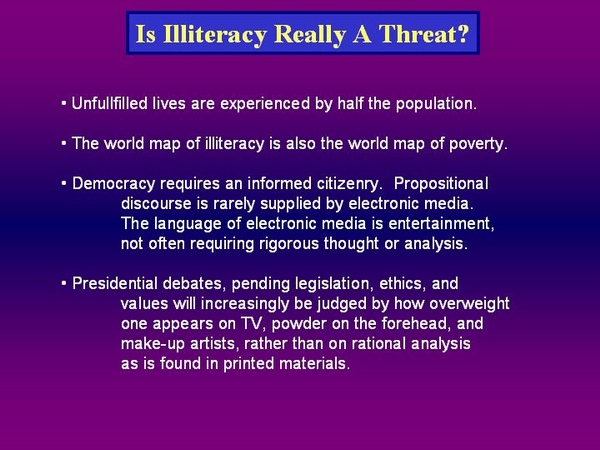 Is Illiteracy Really A Threat?
• Unfullfilled lives are experienced by half the population.
• The world map of illiteracy is also the world map of poverty.
• Democracy requires an informed citizenry. Propositional
discourse is rarely supplied by electronic media.
The language of electronic media is entertainment,
not often requiring rigorous thought or analysis.
• Presidential debates, pending legislation, ethics, and
values will increasingly be judged by how overweight
one appears on TV, powder on the forehead, and
make-up artists, rather than on rational analysis
as is found in printed materials.